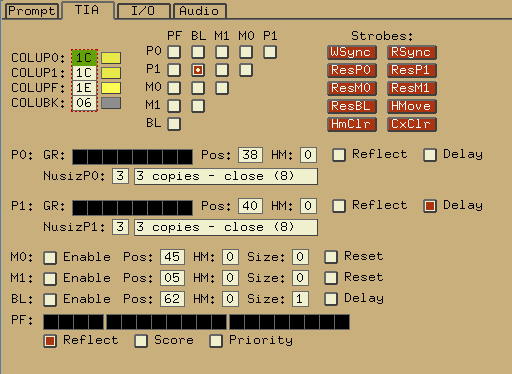 Prompt TIA I/O Audio
PF BL M1 M0 P1 Strobes:
COLUP0: 1C P0 WSync RSync
COLUP1: 1C P1 ResP0 ResP1
COLUPF: 1E M0 ResM0 ResM1
COLUBK: 06 M1 ResBL HMove
BL HmClr CxClr
P0: GR: Pos: 38 HM: 0 Reflect Delay
NusizP0: 3 3 copies - close (8)
P1: GR: Pos: 40 HM: 0 Reflect Delay
NusizP1: 3 3 copies - close (8)
M0: Enable Pos: 45 HM: 0 Size: 0 Reset
M1: Enable Pos: 05 HM: 0 Size: 0 Reset
BL: Enable Pos: 62 HM: 0 Size: 1 Delay
PF:
Reflect Score Priority